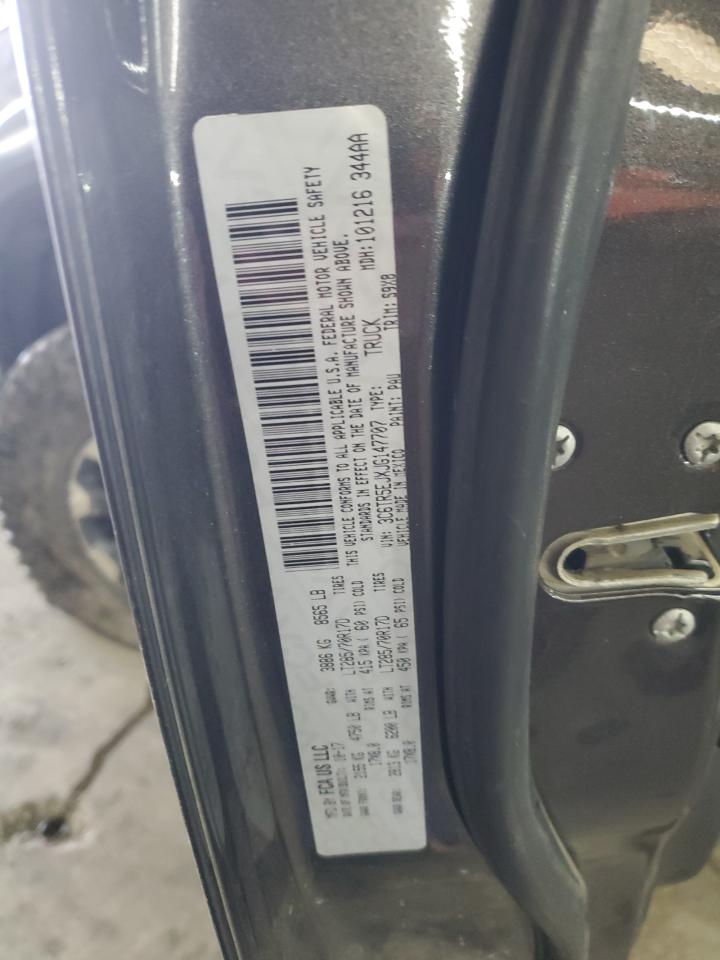 MFD BY FCA US LLC GVWR: 3886 KG 8565 LB
DATE OF MFR 10-17 LT285/70R17D TIRES
GAWR FRONT: 2155 KG 4750 LB WITH 415 KPA ( 60 PSI) COLD
17X8.0 RIMS AT
GAWR REAR: 2813 KG 6200 LB WITH LT285/70R17D TIRES
17X8.0 RIMS AT 450 KPA ( 65 PSI) COLD
THIS VEHICLE CONFORMS TO ALL APPLICABLE U.S.A. FEDERAL MOTOR VEHICLE SAFETY
STANDARDS IN EFFECT ON THE DATE OF MANUFACTURE SHOWN ABOVE.
VIN: 3C6TR5EJXJG147707 TYPE: TRUCK MDH:101216 344AA
VEHICLE MADE IN MEXICO PAINT: PAU TRIM: S9X8